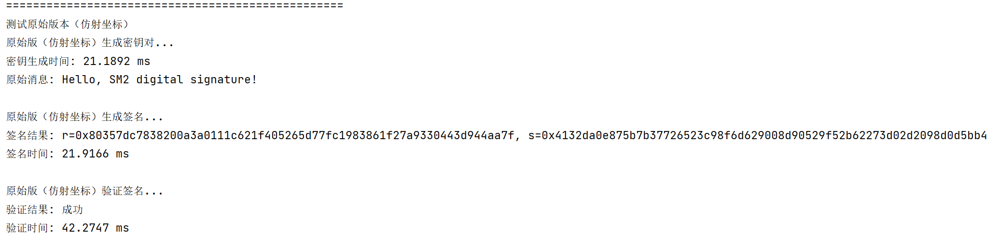 ==================================================
测试原始版本（仿射坐标）
原始版（仿射坐标）生成密钥对...
密钥生成时间: 21.1892 ms
原始消息: Hello, SM2 digital signature!
原始版（仿射坐标）生成签名...
签名结果: r=0x80357dc7838200a3a0111c621f405265d77fc1983861f27a9330443d944aa7f, s=0x4132da0e875b7b37726523c98f6d629008d90529f52b62273d02d2098d0d5bb4
签名时间: 21.9166 ms
原始版（仿射坐标）验证签名...
验证结果: 成功
验证时间: 42.2747 ms